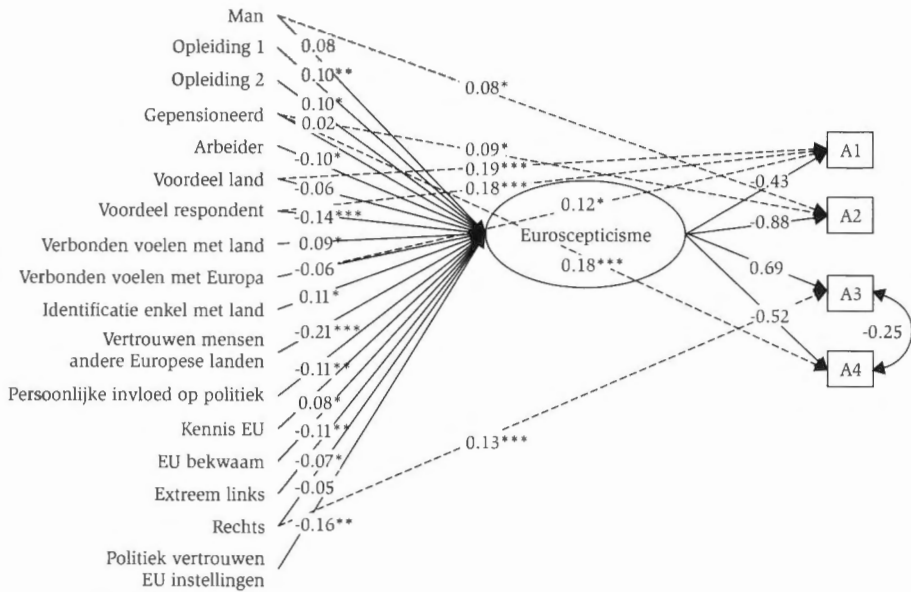 Man
0.08
Opleiding 1
0.10**
0.08*
Opleiding 2
0.10*
Gepensioneerd
0.02
0.09*
A1
Arbeider
-0.10*
0.19***
Voordeel land
-0.06
0.18***
-0.43
Voordeel respondent
-0.14***
0.12*
A2
-0.88
Verbonden voelen met land
0.09*
Euroscepticisme
Verbonden voelen met Europa
-0.06
0.18***
0.69
A3
Identificatie enkel met land
0.11*
-0.52
-0.25
Vertrouwen mensen
andere Europese landen
-0.21***
A4
Persoonlijke invloed op politiek
-0.11**
Kennis EU
0.08*
0.13***
EU bekwaam
-0.11**
Extreem links
-0.07*
-0.05
Rechts
-0.16**
Politiek vertrouwen
EU instellingen